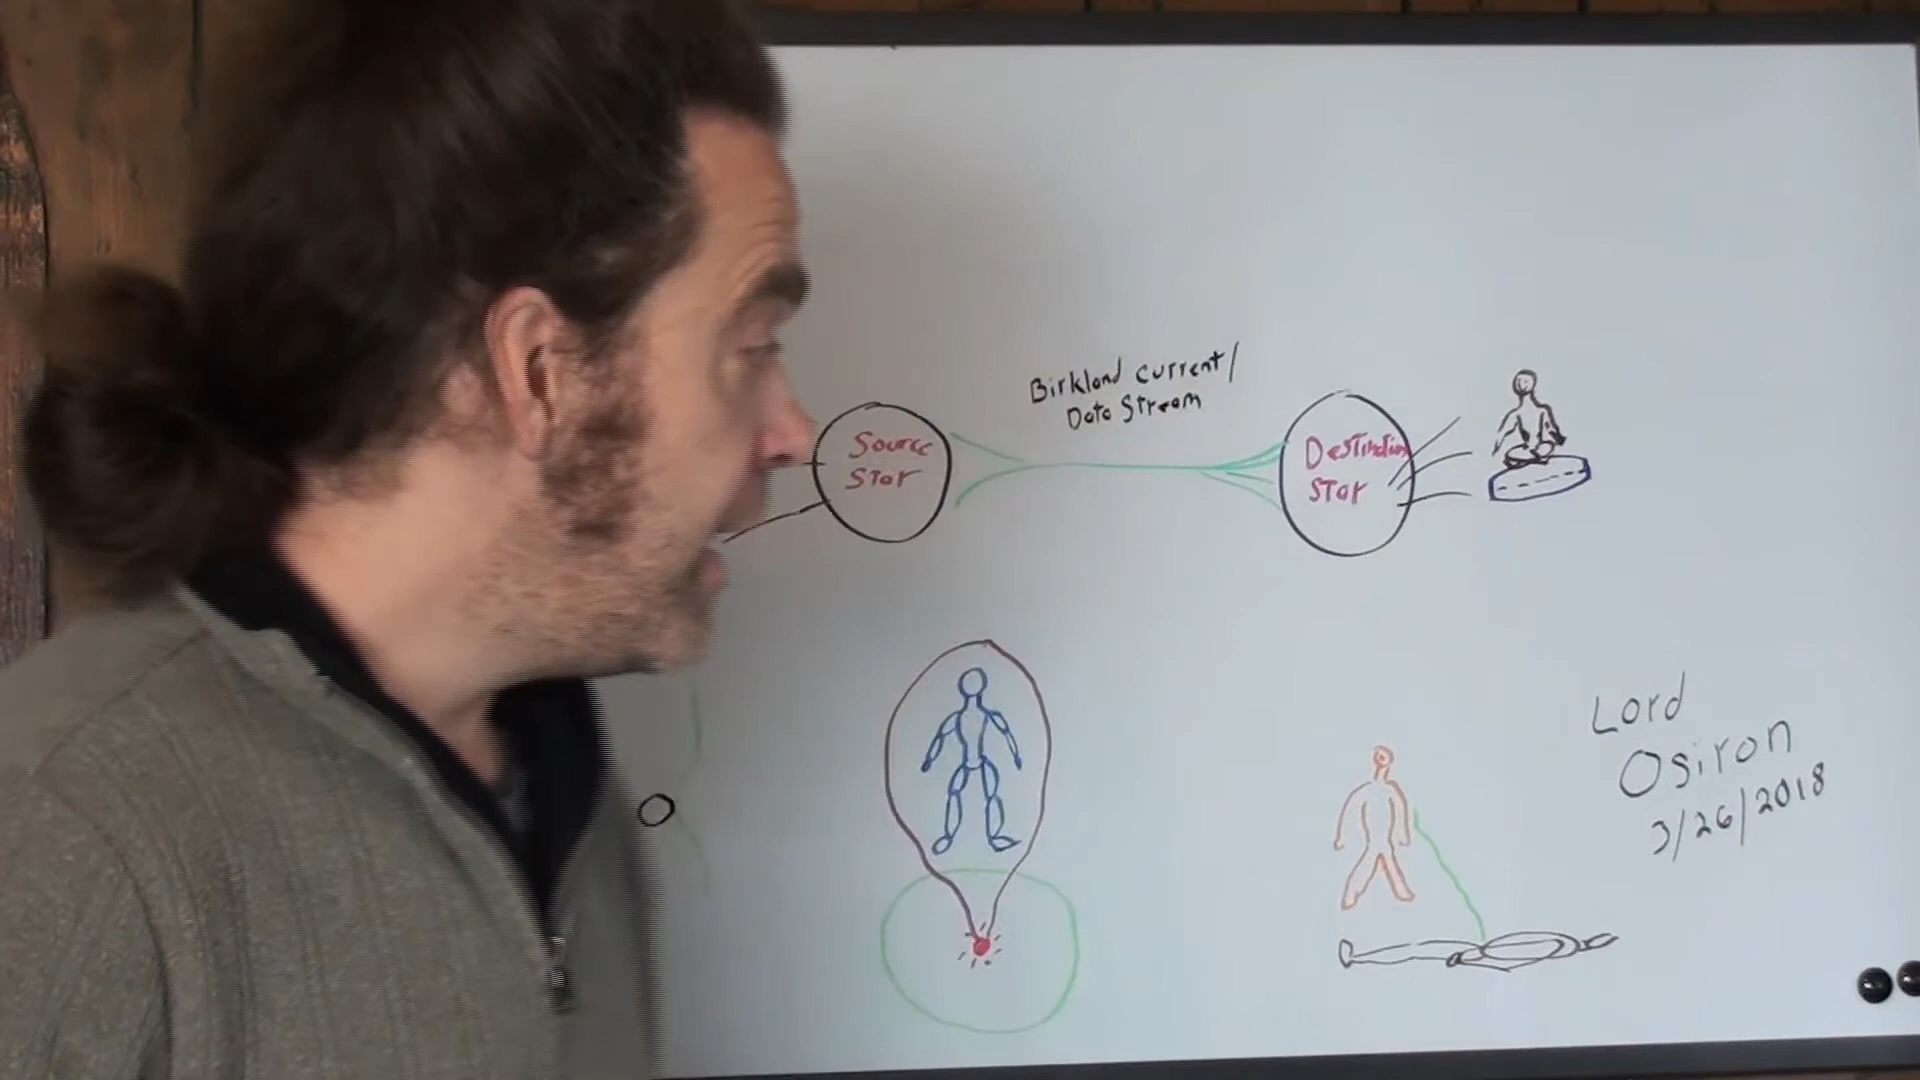 Birkland current/
Data Stream
Source
Star
Destination
Star
Lord
Osiron
3/26/2018